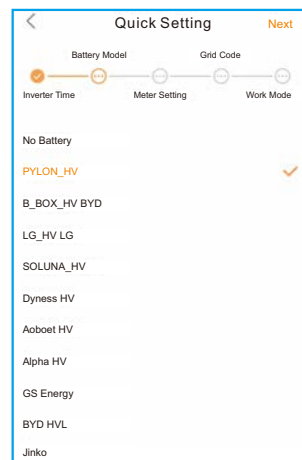 Quick Setting Next
Battery Model Grid Code
Inverter Time Meter Setting Work Mode
No Battery
PYLON_HV
B_BOX_HV BYD
LG_HV LG
SOLUNA_HV
Dyness HV
Aoboet HV
Alpha HV
GS Energy
BYD HVL
Jinko